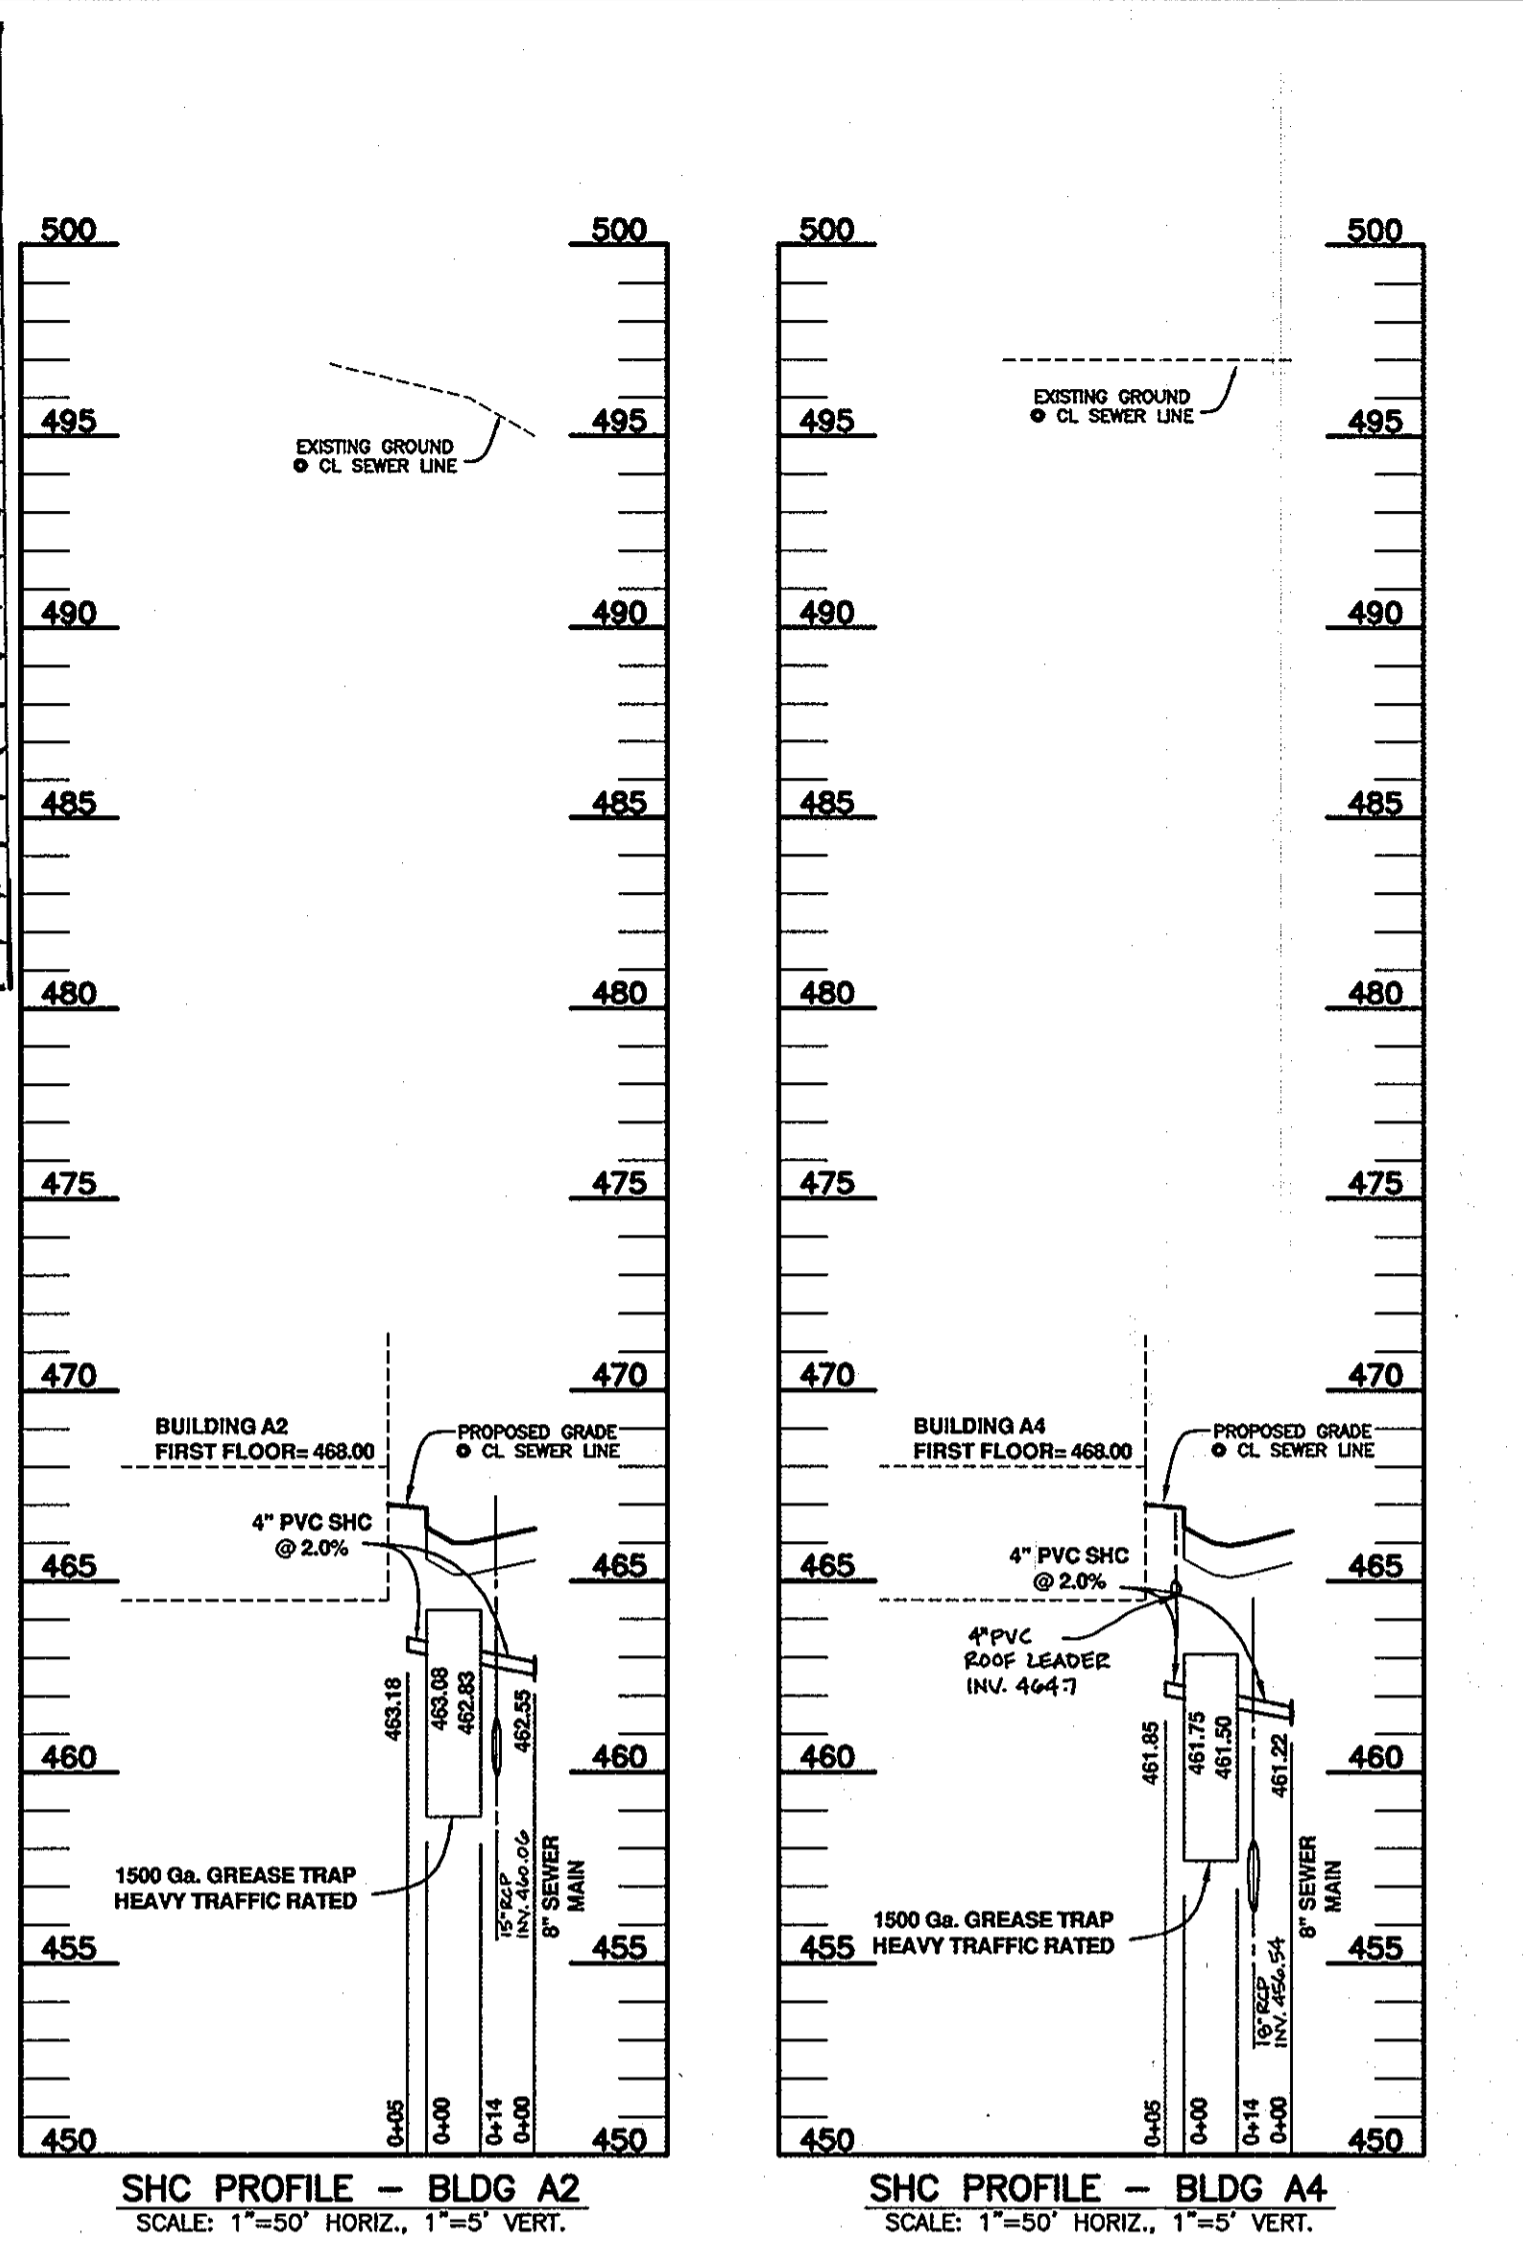 500 500
495 495
490 490
485 485
480 480
475 475
470 470
465 465
460 460
455 455
450 450
EXISTING GROUND
@ CL SEWER LINE
BUILDING A2
FIRST FLOOR= 468.00
PROPOSED GRADE
@ CL SEWER LINE
4" PVC SHC
@ 2.0%
463.18
463.08
462.83
462.55
1500 Ga. GREASE TRAP
HEAVY TRAFFIC RATED
15" RCP
INV. 460.06
8" SEWER
MAIN
0+05
0+00
0+14
0+00
SHC PROFILE - BLDG A2
SCALE: 1"=50' HORIZ., 1"=5' VERT.
500 500
495 495
490 490
485 485
480 480
475 475
470 470
465 465
460 460
455 455
450 450
EXISTING GROUND
@ CL SEWER LINE
BUILDING A4
FIRST FLOOR= 468.00
PROPOSED GRADE
@ CL SEWER LINE
4" PVC SHC
@ 2.0%
4" PVC
ROOF LEADER
INV. 464.7
461.85
461.75
461.50
461.22
1500 Ga. GREASE TRAP
HEAVY TRAFFIC RATED
18" RCP
INV. 456.54
8" SEWER
MAIN
0+05
0+00
0+14
0+00
SHC PROFILE - BLDG A4
SCALE: 1"=50' HORIZ., 1"=5' VERT.